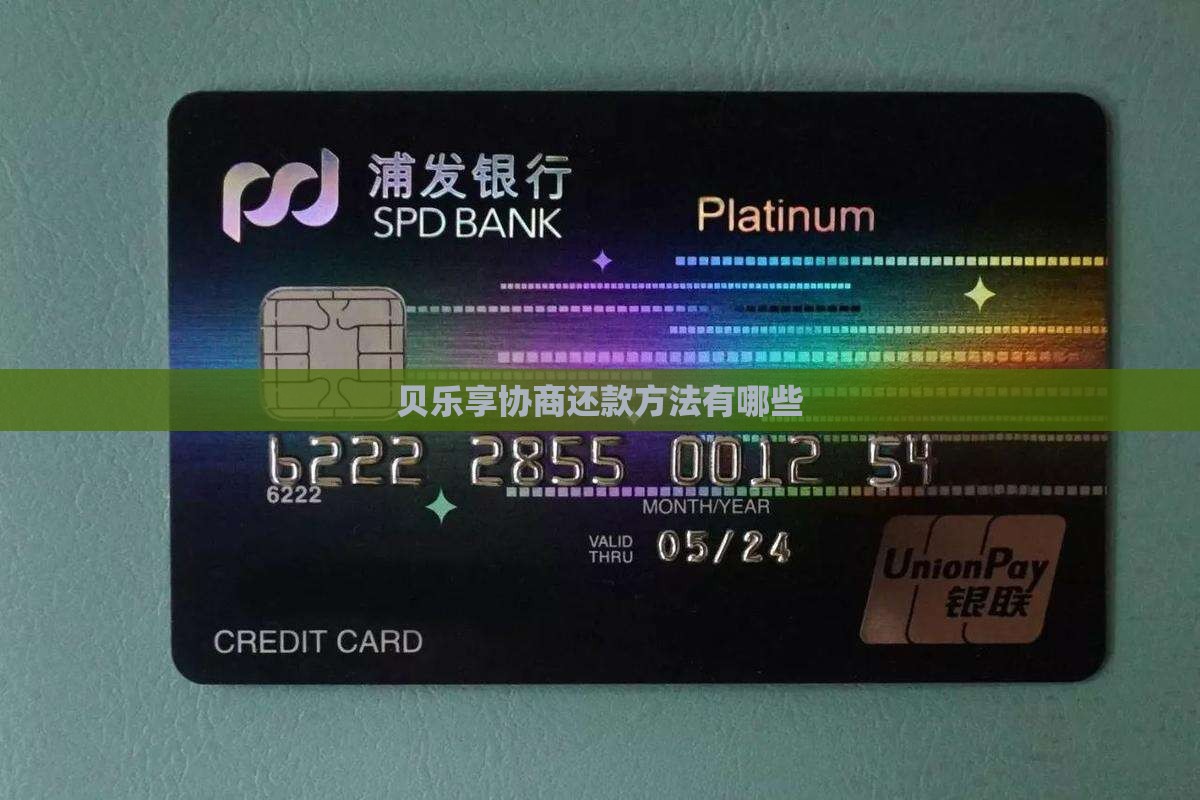 浦发银行
SPD BANK
Platinum
贝乐享协商还款方法有哪些
6222 2855 0012 54
6222
MONTH/YEAR
VALID
THRU
05/24
UnionPay
银联
CREDIT CARD